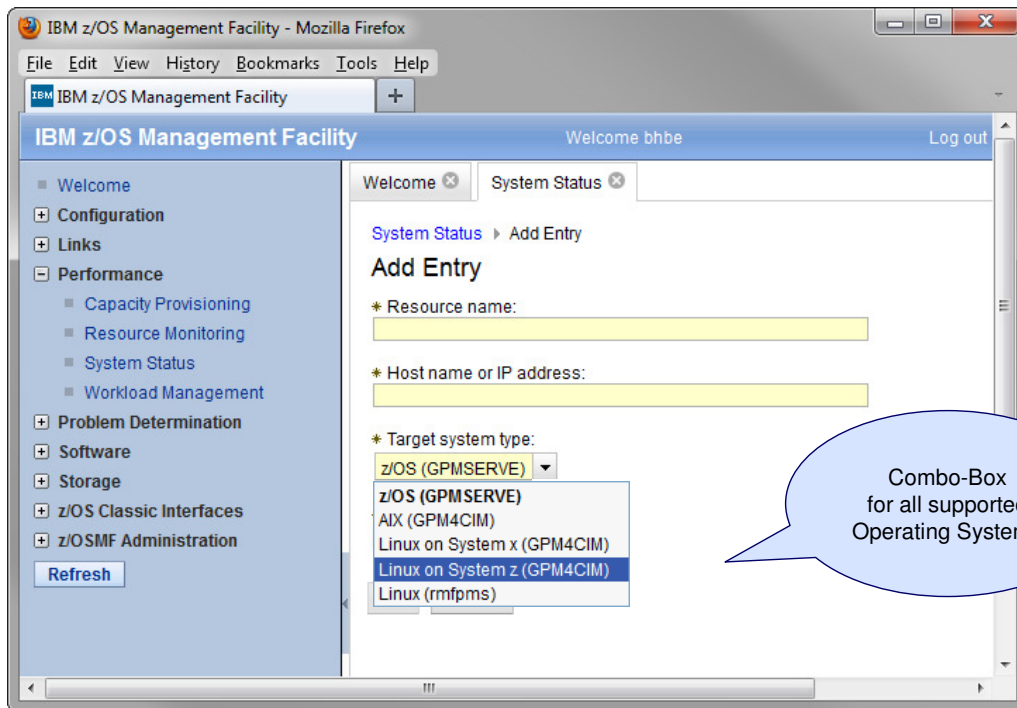 IBM z/OS Management Facility - Mozilla Firefox
File Edit View History Bookmarks Tools Help
IBM IBM z/OS Management Facility
IBM z/OS Management Facility Welcome bhbe Log out
Welcome
Configuration
Links
Performance
Capacity Provisioning
Resource Monitoring
System Status
Workload Management
Problem Determination
Software
Storage
z/OS Classic Interfaces
z/OSMF Administration
Refresh
Welcome System Status
System Status Add Entry
Add Entry
* Resource name:
* Host name or IP address:
* Target system type:
z/OS (GPMSERVE)
z/OS (GPMSERVE)
AIX (GPM4CIM)
Linux on System x (GPM4CIM)
Linux on System z (GPM4CIM)
Linux (rmfpms)
Combo-Box
for all supporte
Operating System